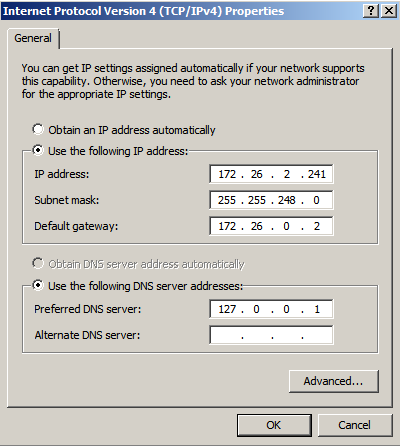 Internet Protocol Version 4 (TCP/IPv4) Properties
General
You can get IP settings assigned automatically if your network supports
this capability. Otherwise, you need to ask your network administrator
for the appropriate IP settings.
Obtain an IP address automatically
Use the following IP address:
IP address: 172 . 26 . 2 . 241
Subnet mask: 255 . 255 . 248 . 0
Default gateway: 172 . 26 . 0 . 2
Obtain DNS server address automatically
Use the following DNS server addresses:
Preferred DNS server: 127 . 0 . 0 . 1
Alternate DNS server: . . .
Advanced...
OK Cancel